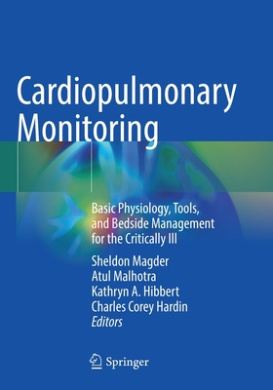 Cardiopulmonary
Monitoring
Basic Physiology, Tools,
and Bedside Management
for the Critically Ill
Sheldon Magder
Atul Malhotra
Kathryn A. Hibbert
Charles Corey Hardin
Editors
Springer